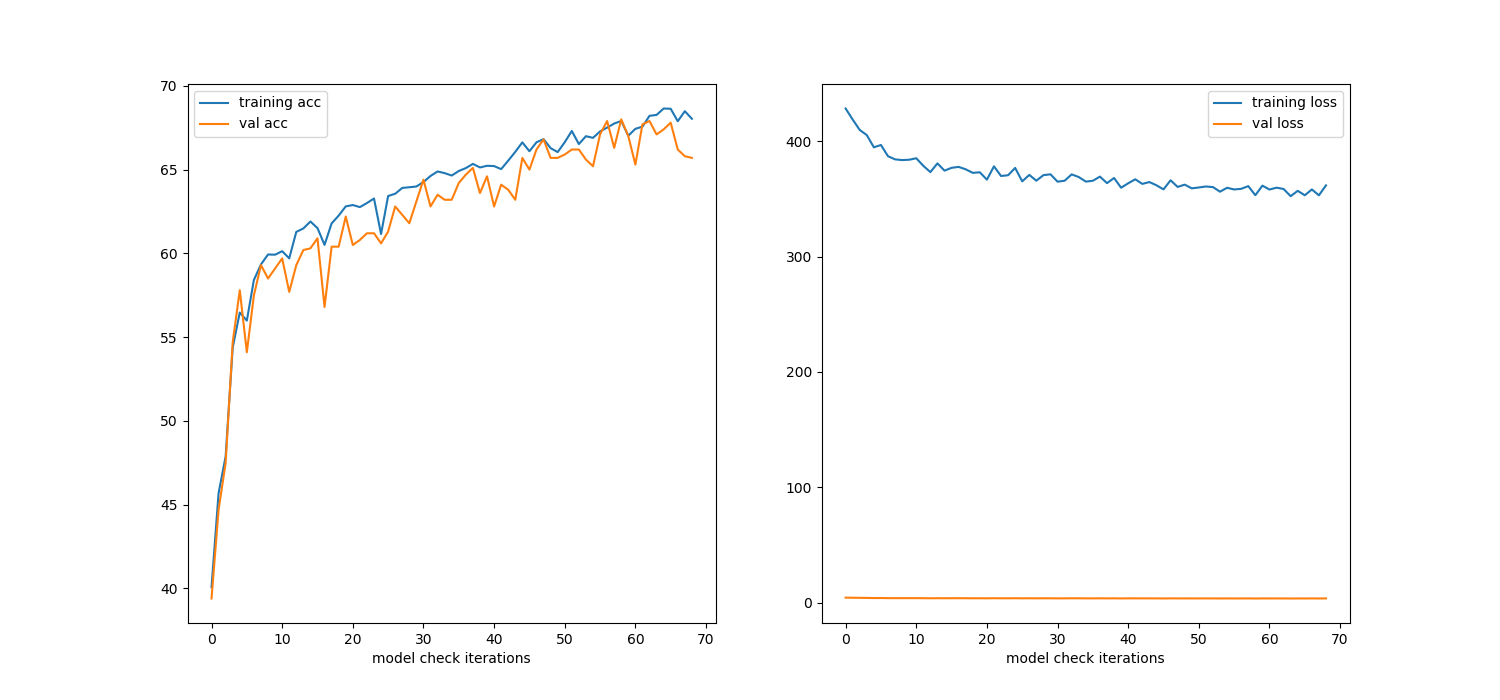 training acc
val acc
70
65
60
55
50
45
40
0 10 20 30 40 50 60 70
model check iterations
training loss
val loss
400
300
200
100
0
0 10 20 30 40 50 60 70
model check iterations